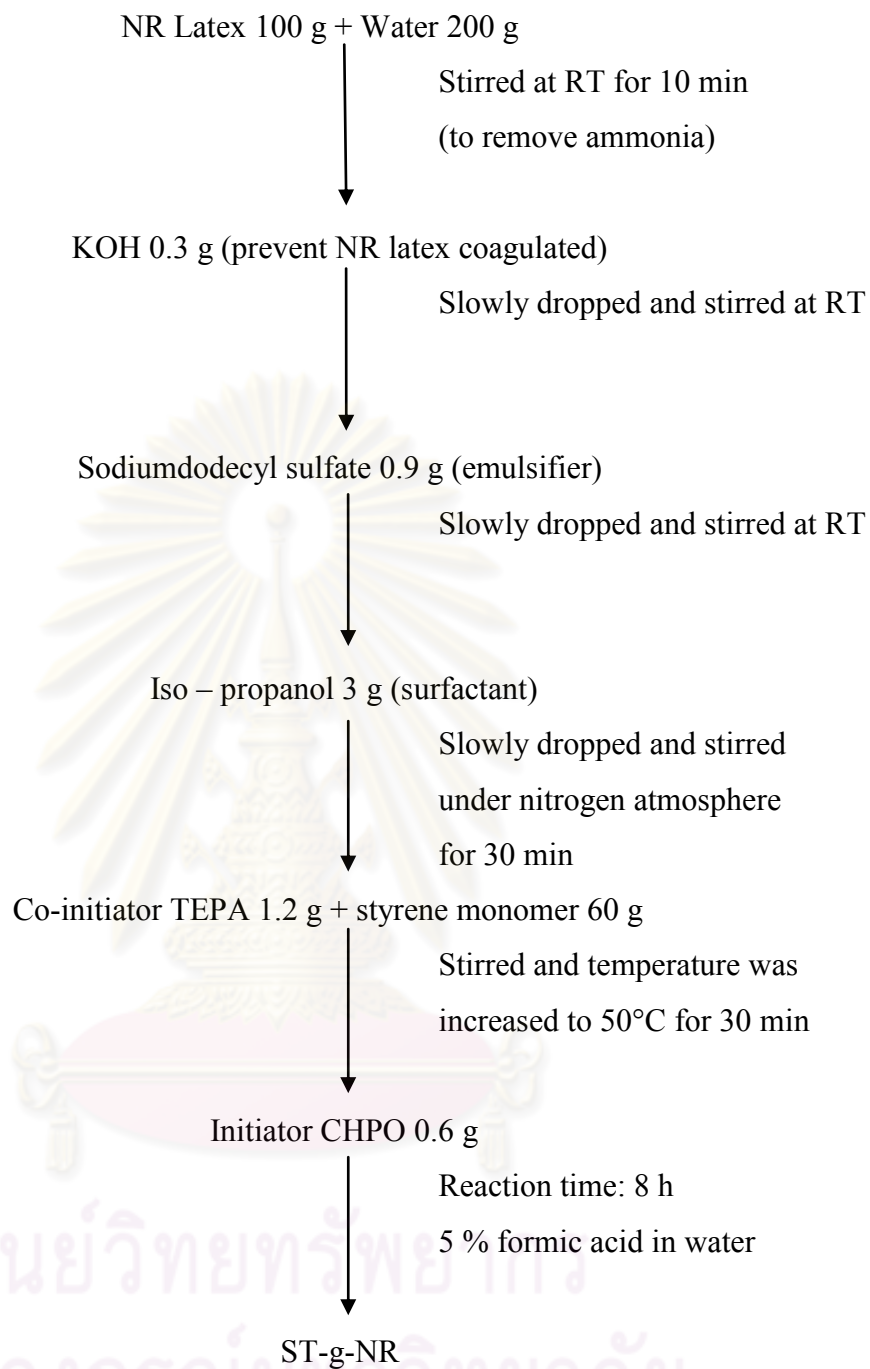 NR Latex 100 g + Water 200 g
Stirred at RT for 10 min
(to remove ammonia)
KOH 0.3 g (prevent NR latex coagulated)
Slowly dropped and stirred at RT
Sodiumdodecyl sulfate 0.9 g (emulsifier)
Slowly dropped and stirred at RT
Iso – propanol 3 g (surfactant)
Slowly dropped and stirred
under nitrogen atmosphere
for 30 min
Co-initiator TEPA 1.2 g + styrene monomer 60 g
Stirred and temperature was
increased to 50°C for 30 min
Initiator CHPO 0.6 g
Reaction time: 8 h
5 % formic acid in water
ST-g-NR